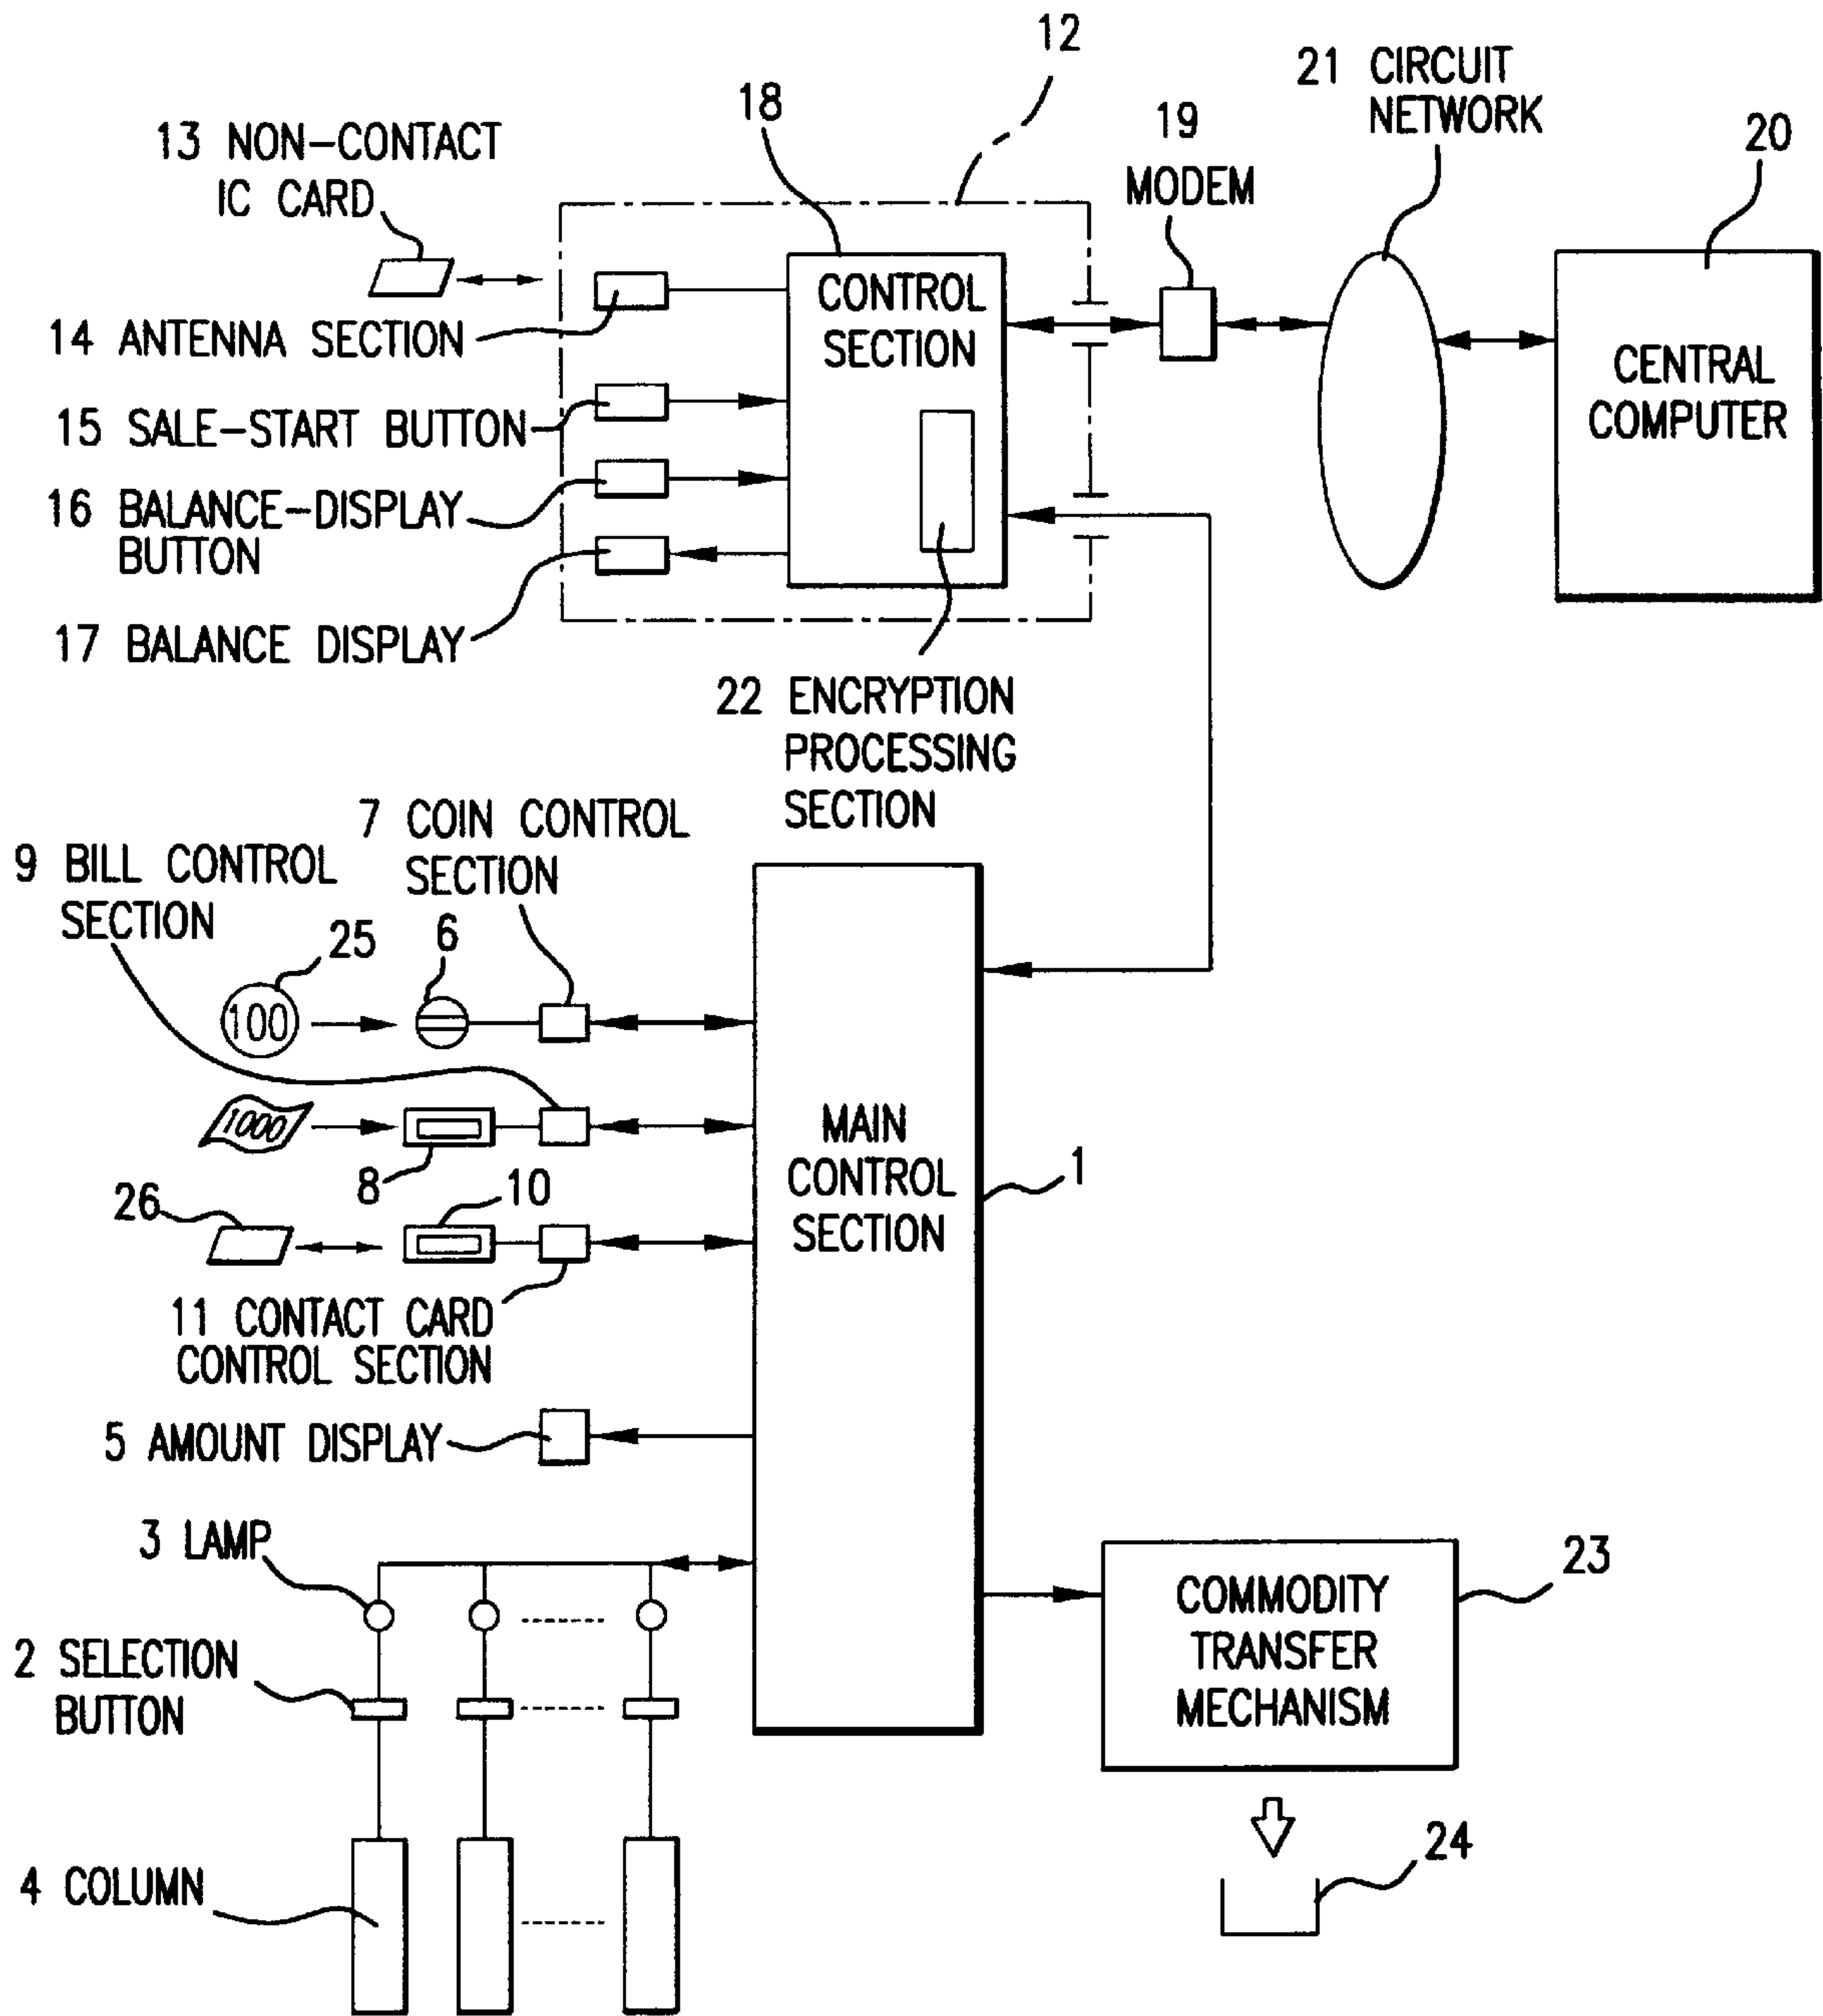 12
21 CIRCUIT
NETWORK
18
19
MODEM
20
13 NON-CONTACT
IC CARD
CONTROL
SECTION
14 ANTENNA SECTION
CENTRAL
COMPUTER
15 SALE-START BUTTON
16 BALANCE-DISPLAY
BUTTON
17 BALANCE DISPLAY
22 ENCRYPTION
PROCESSING
SECTION
7 COIN CONTROL
SECTION
9 BILL CONTROL
SECTION
25
6
100
1000
8
MAIN
CONTROL
SECTION
1
26
10
11 CONTACT CARD
CONTROL SECTION
5 AMOUNT DISPLAY
3 LAMP
23
COMMODITY
TRANSFER
MECHANISM
2 SELECTION
BUTTON
4 COLUMN
24